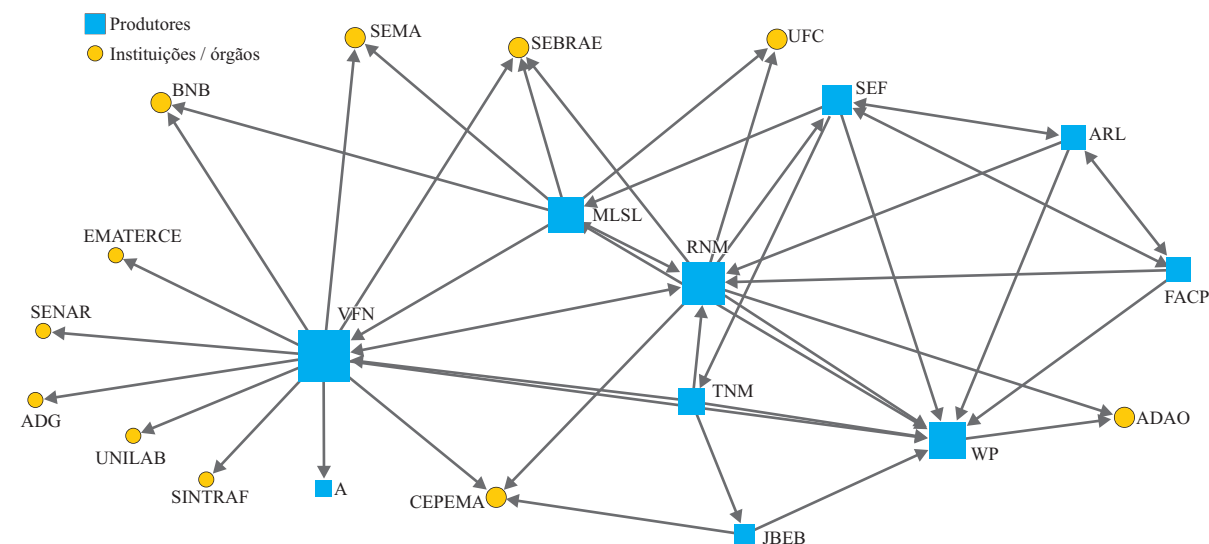 Produtores
Instituições / órgãos
SEMA
SEBRAE
UFC
BNB
SEF
ARL
MLSL
EMATERCE
RNM
FACP
SENAR
VFN
TNM
ADG
ADAO
UNILAB
WP
SINTRAF
A
CEPEMA
JBEB